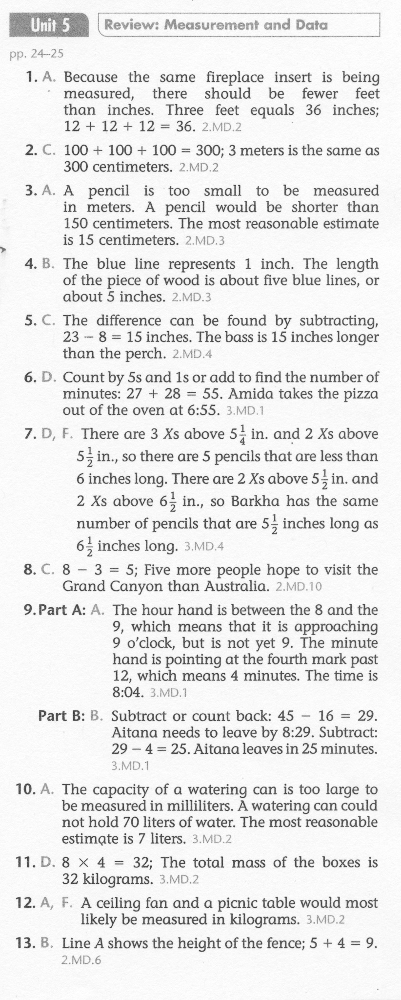 Unit 5 Review: Measurement and Data
pp. 24–25
1. A. Because the same fireplace insert is being
measured, there should be fewer feet
than inches. Three feet equals 36 inches;
12 + 12 + 12 = 36. 2.MD.2
2. C. 100 + 100 + 100 = 300; 3 meters is the same as
300 centimeters. 2.MD.2
3. A. A pencil is too small to be measured
in meters. A pencil would be shorter than
150 centimeters. The most reasonable estimate
is 15 centimeters. 2.MD.3
4. B. The blue line represents 1 inch. The length
of the piece of wood is about five blue lines, or
about 5 inches. 2.MD.3
5. C. The difference can be found by subtracting,
23 − 8 = 15 inches. The bass is 15 inches longer
than the perch. 2.MD.4
6. D. Count by 5s and 1s or add to find the number of
minutes: 27 + 28 = 55. Amida takes the pizza
out of the oven at 6:55. 3.MD.1
7. D, F. There are 3 Xs above 5 1/4 in. and 2 Xs above
5 1/2 in., so there are 5 pencils that are less than
6 inches long. There are 2 Xs above 5 1/2 in. and
2 Xs above 6 1/2 in., so Barkha has the same
number of pencils that are 5 1/2 inches long as
6 1/2 inches long. 3.MD.4
8. C. 8 − 3 = 5; Five more people hope to visit the
Grand Canyon than Australia. 2.MD.10
9. Part A: A. The hour hand is between the 8 and the
9, which means that it is approaching
9 o'clock, but is not yet 9. The minute
hand is pointing at the fourth mark past
12, which means 4 minutes. The time is
8:04. 3.MD.1
Part B: B. Subtract or count back: 45 − 16 = 29.
Aitana needs to leave by 8:29. Subtract:
29 − 4 = 25. Aitana leaves in 25 minutes.
3.MD.1
10. A. The capacity of a watering can is too large to
be measured in milliliters. A watering can could
not hold 70 liters of water. The most reasonable
estimate is 7 liters. 3.MD.2
11. D. 8 × 4 = 32; The total mass of the boxes is
32 kilograms. 3.MD.2
12. A, F. A ceiling fan and a picnic table would most
likely be measured in kilograms. 3.MD.2
13. B. Line A shows the height of the fence; 5 + 4 = 9.
2.MD.6